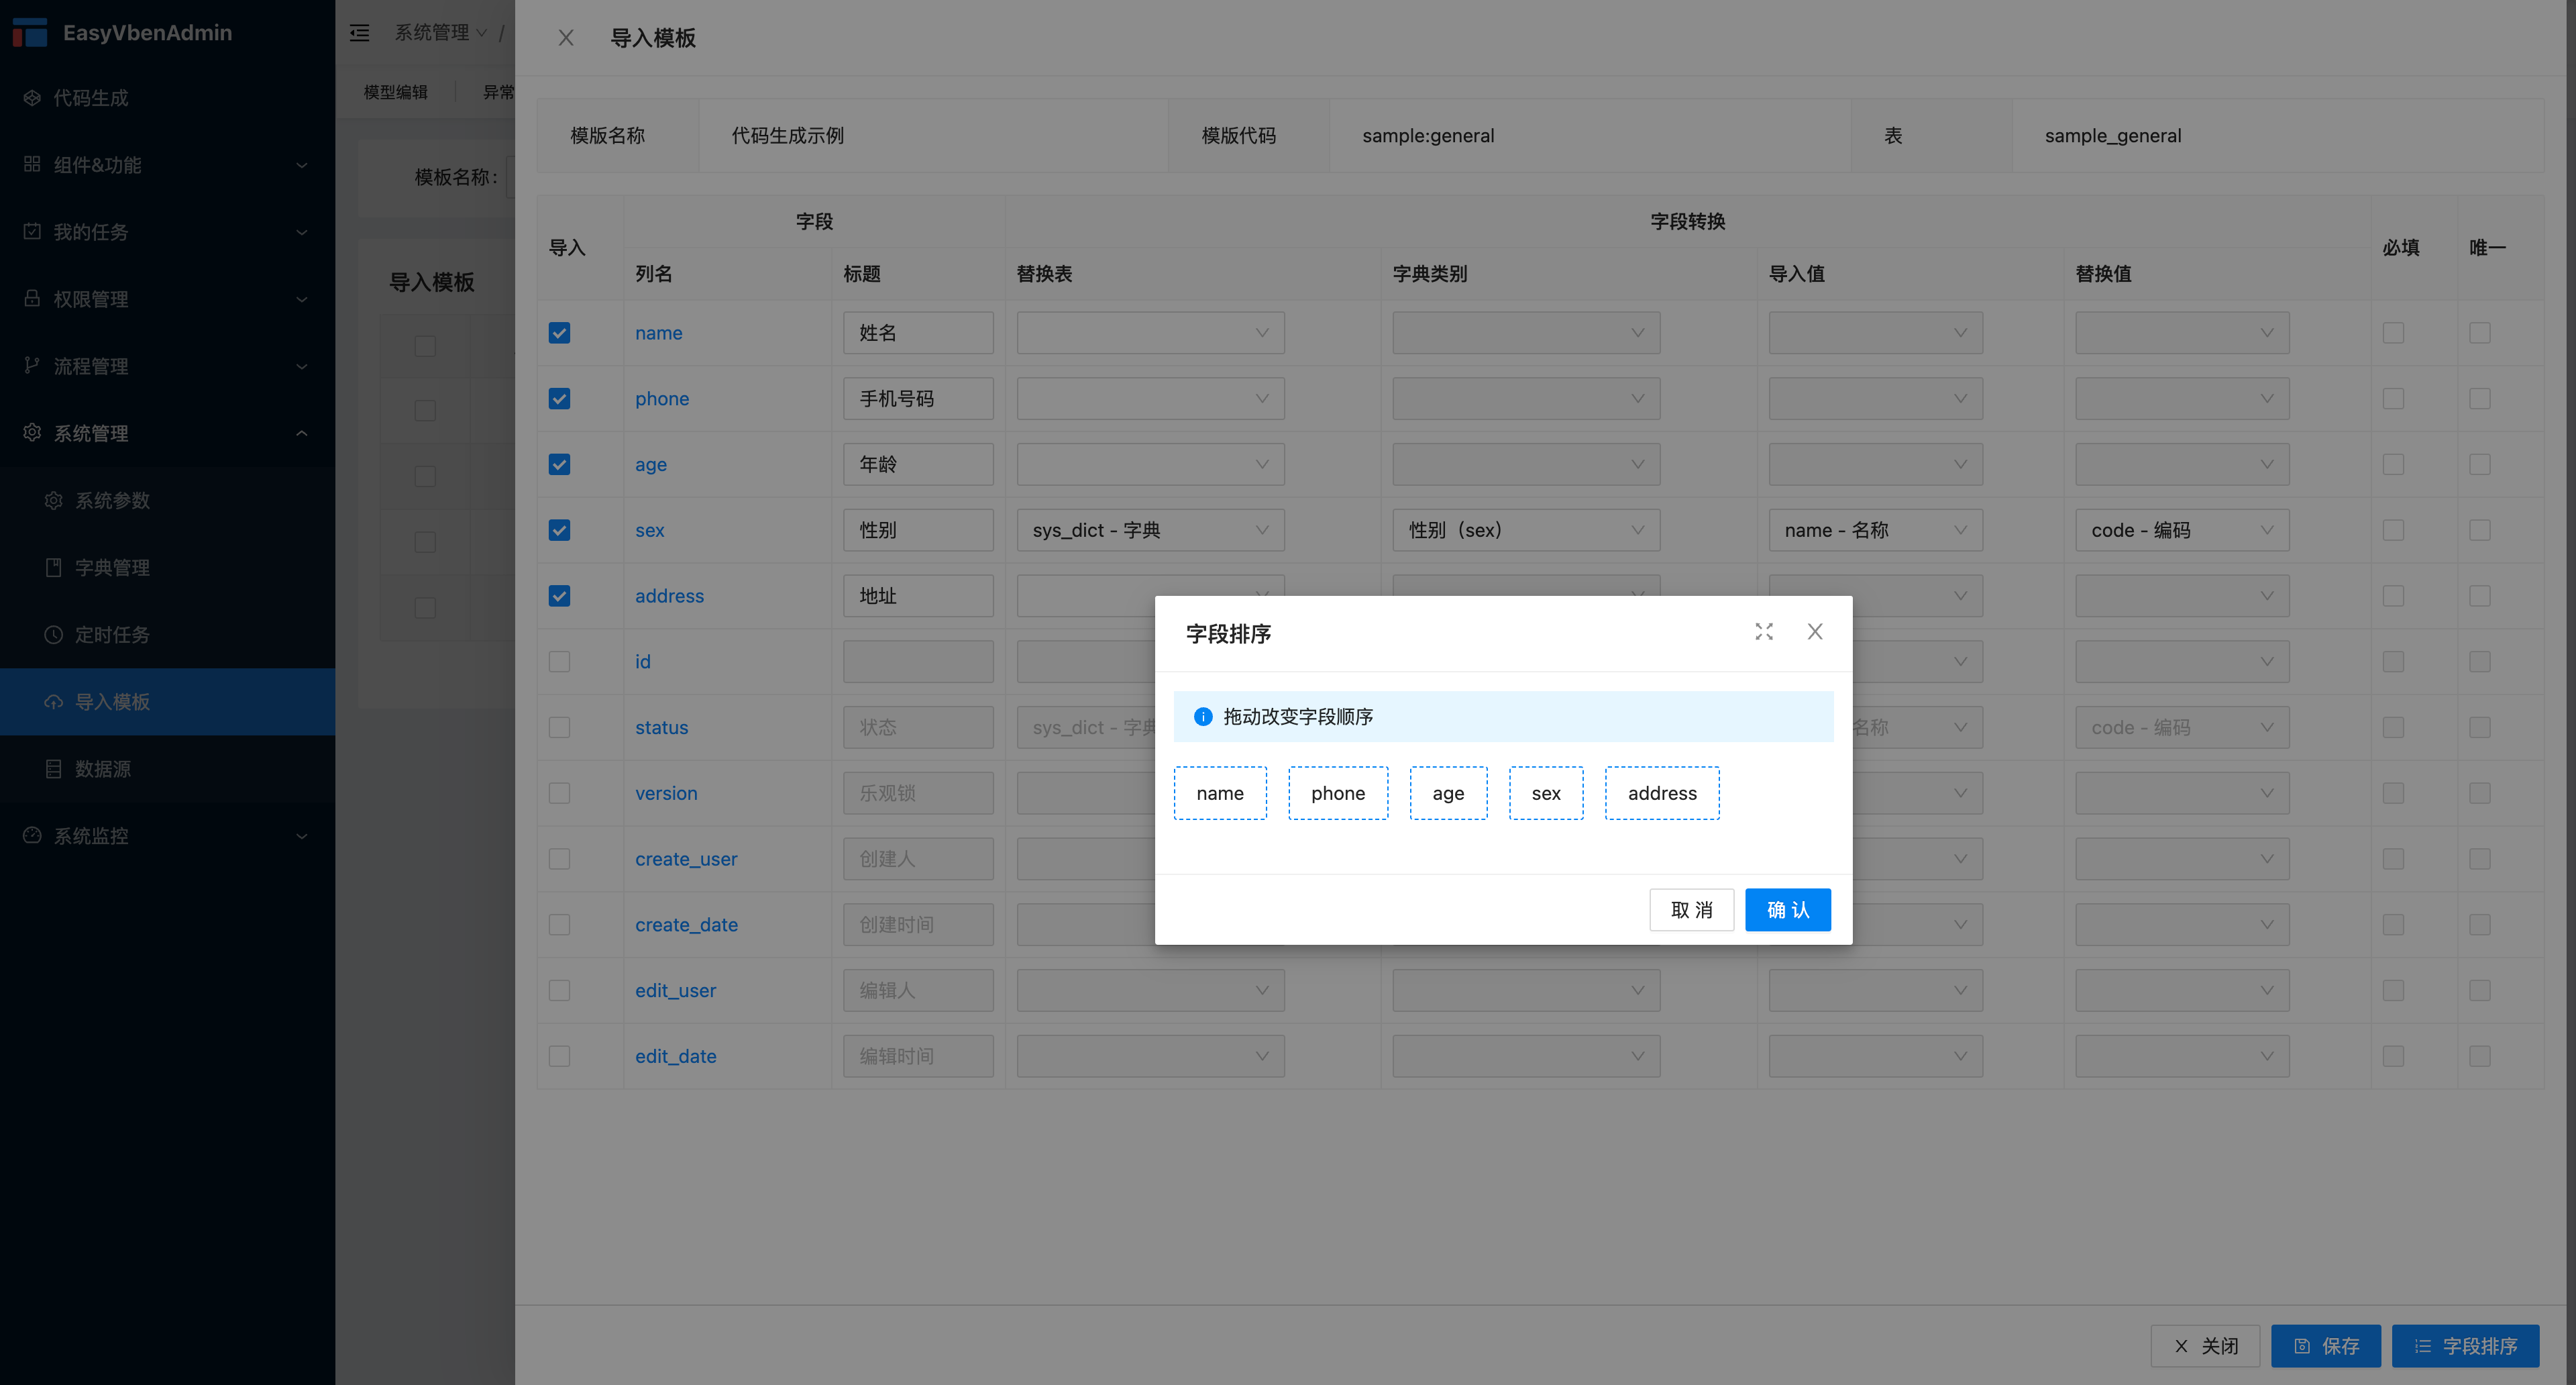 EasyVbenAdmin
代码生成
组件&功能
我的任务
权限管理
流程管理
系统管理
系统参数
字典管理
定时任务
导入模板
数据源
系统监控
系统管理 /
模型编辑 异常
模板名称:
导入模板
导入模板
模版名称 代码生成示例 模版代码 sample:general 表 sample_general
导入 字段 字段转换 必填 唯一
列名 标题 替换表 字典类别 导入值 替换值
name 姓名
phone 手机号码
age 年龄
sex 性别 sys_dict - 字典 性别（sex） name - 名称 code - 编码
address 地址
id
status 状态 sys_dict - 字典 名称 code - 编码
version 乐观锁
create_user 创建人
create_date 创建时间
edit_user 编辑人
edit_date 编辑时间
字段排序
拖动改变字段顺序
name phone age sex address
取 消 确 认
关闭 保存 字段排序